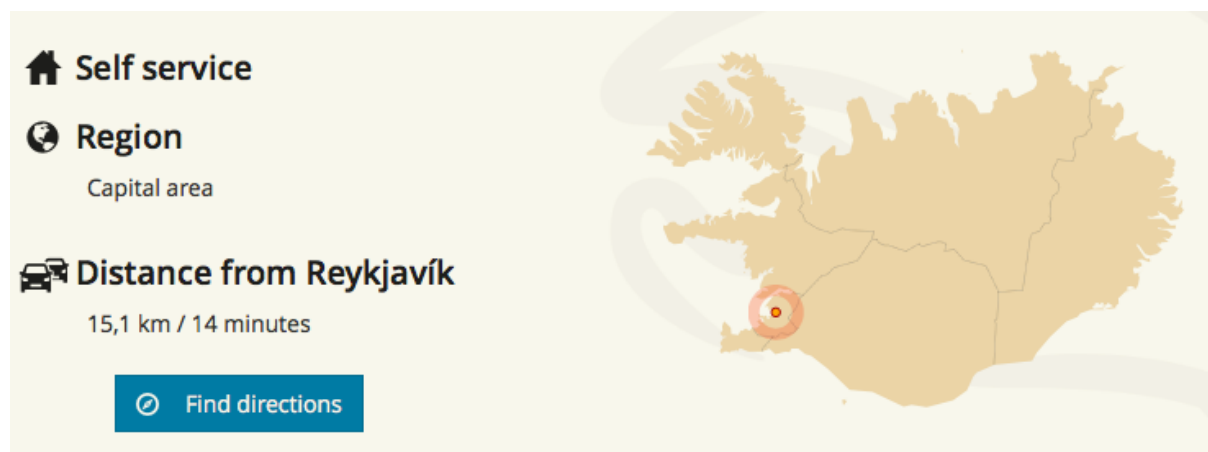 Self service
Region
Capital area
Distance from Reykjavík
15,1 km / 14 minutes
Find directions